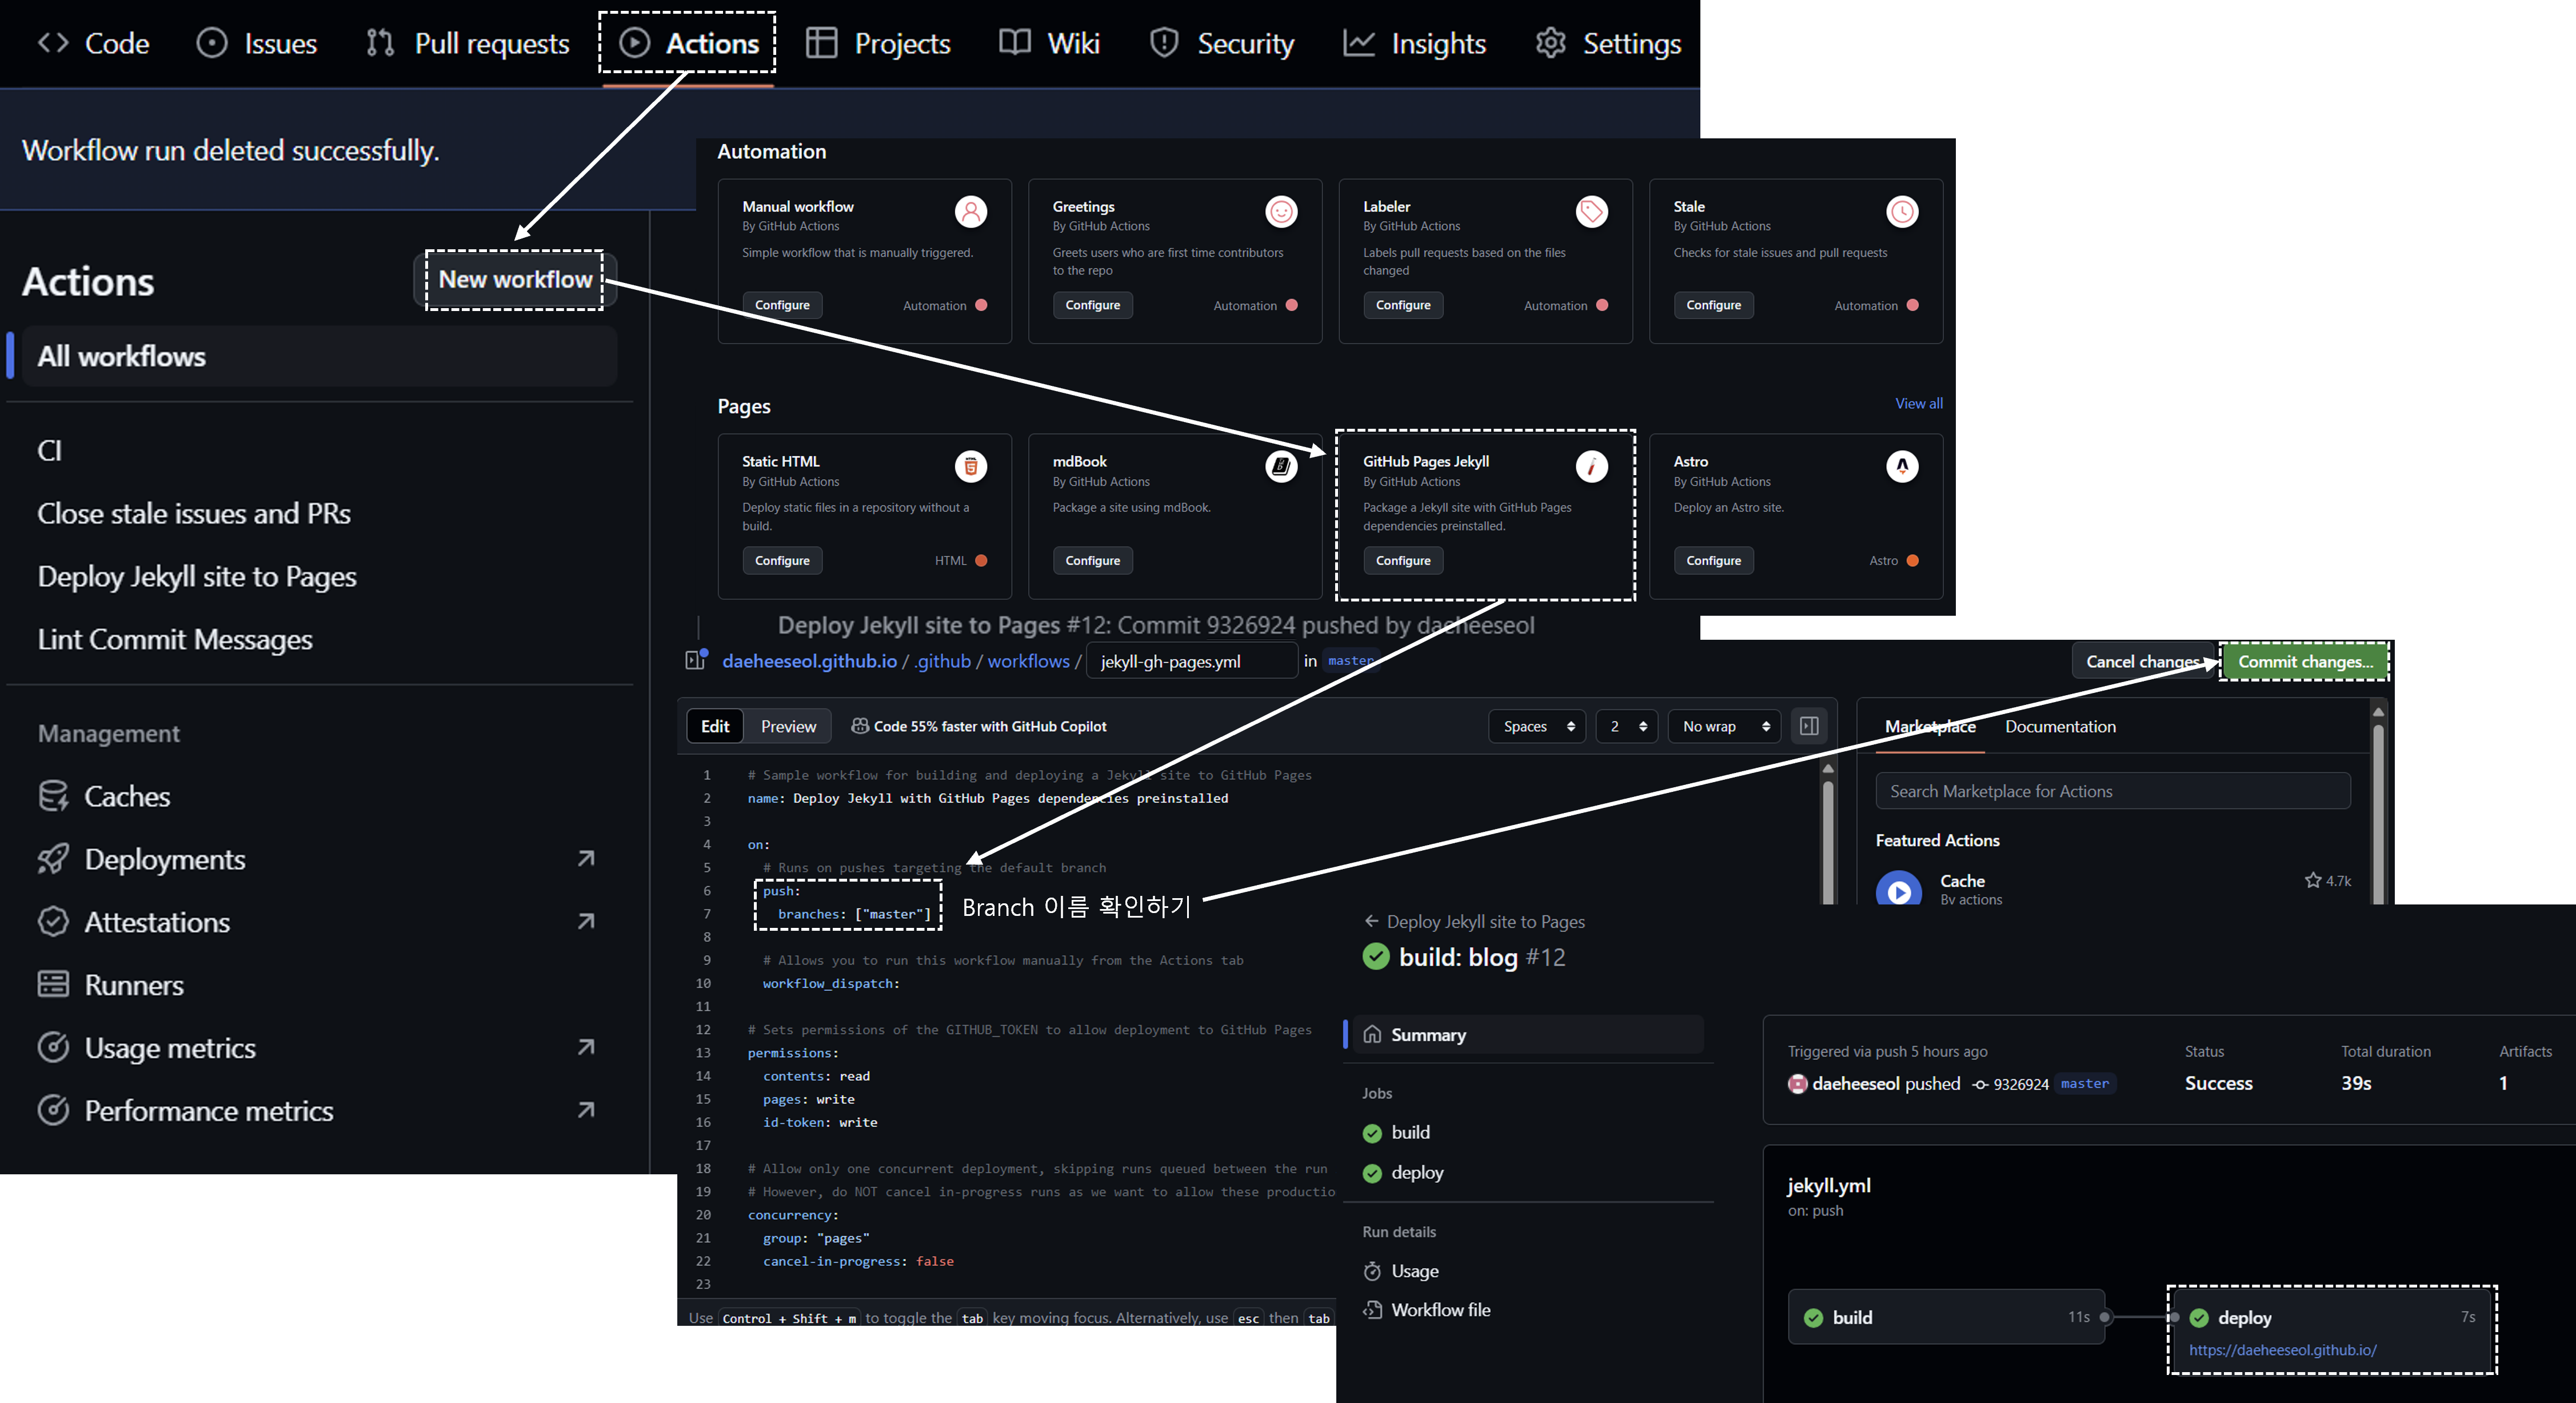 Code Issues Pull requests Actions Projects Wiki Security Insights Settings
Workflow run deleted successfully.
Actions
New workflow
All workflows
CI
Close stale issues and PRs
Deploy Jekyll site to Pages
Lint Commit Messages
Management
Caches
Deployments
Attestations
Runners
Usage metrics
Performance metrics
Automation
Manual workflow
By GitHub Actions
Simple workflow that is manually triggered.
Configure Automation
Greetings
By GitHub Actions
Greets users who are first time contributors
to the repo
Configure Automation
Labeler
By GitHub Actions
Labels pull requests based on the files
changed
Configure Automation
Stale
By GitHub Actions
Checks for stale issues and pull requests
Configure Automation
Pages View all
Static HTML
By GitHub Actions
Deploy static files in a repository without a
build.
Configure HTML
mdBook
By GitHub Actions
Package a site using mdBook.
Configure
GitHub Pages Jekyll
By GitHub Actions
Package a Jekyll site with GitHub Pages
dependencies preinstalled.
Configure
Astro
By GitHub Actions
Deploy an Astro site.
Configure Astro
Deploy Jekyll site to Pages #12: Commit 9326924 pushed by daeheeseol
daeheeseol.github.io / .github / workflows / jekyll-gh-pages.yml in master
Cancel changes Commit changes...
Edit Preview Code 55% faster with GitHub Copilot Spaces 2 No wrap
1 # Sample workflow for building and deploying a Jekyll site to GitHub Pages
2 name: Deploy Jekyll with GitHub Pages dependencies preinstalled
3
4 on:
5 # Runs on pushes targeting the default branch
6 push:
7 branches: ["master"]
Branch 이름 확인하기
8
9 # Allows you to run this workflow manually from the Actions tab
10 workflow_dispatch:
11
12 # Sets permissions of the GITHUB_TOKEN to allow deployment to GitHub Pages
13 permissions:
14 contents: read
15 pages: write
16 id-token: write
17
18 # Allow only one concurrent deployment, skipping runs queued between the run
19 # However, do NOT cancel in-progress runs as we want to allow these productio
20 concurrency:
21 group: "pages"
22 cancel-in-progress: false
23
Use Control + Shift + m to toggle the tab key moving focus. Alternatively, use esc then tab
Marketplace Documentation
Search Marketplace for Actions
Featured Actions
Cache 4.7k
By actions
Deploy Jekyll site to Pages
build: blog #12
Summary
Jobs
build
deploy
Run details
Usage
Workflow file
Triggered via push 5 hours ago Status Total duration Artifacts
daeheeseol pushed 9326924 master Success 39s 1
jekyll.yml
on: push
build 11s
deploy 7s
https://daeheeseol.github.io/